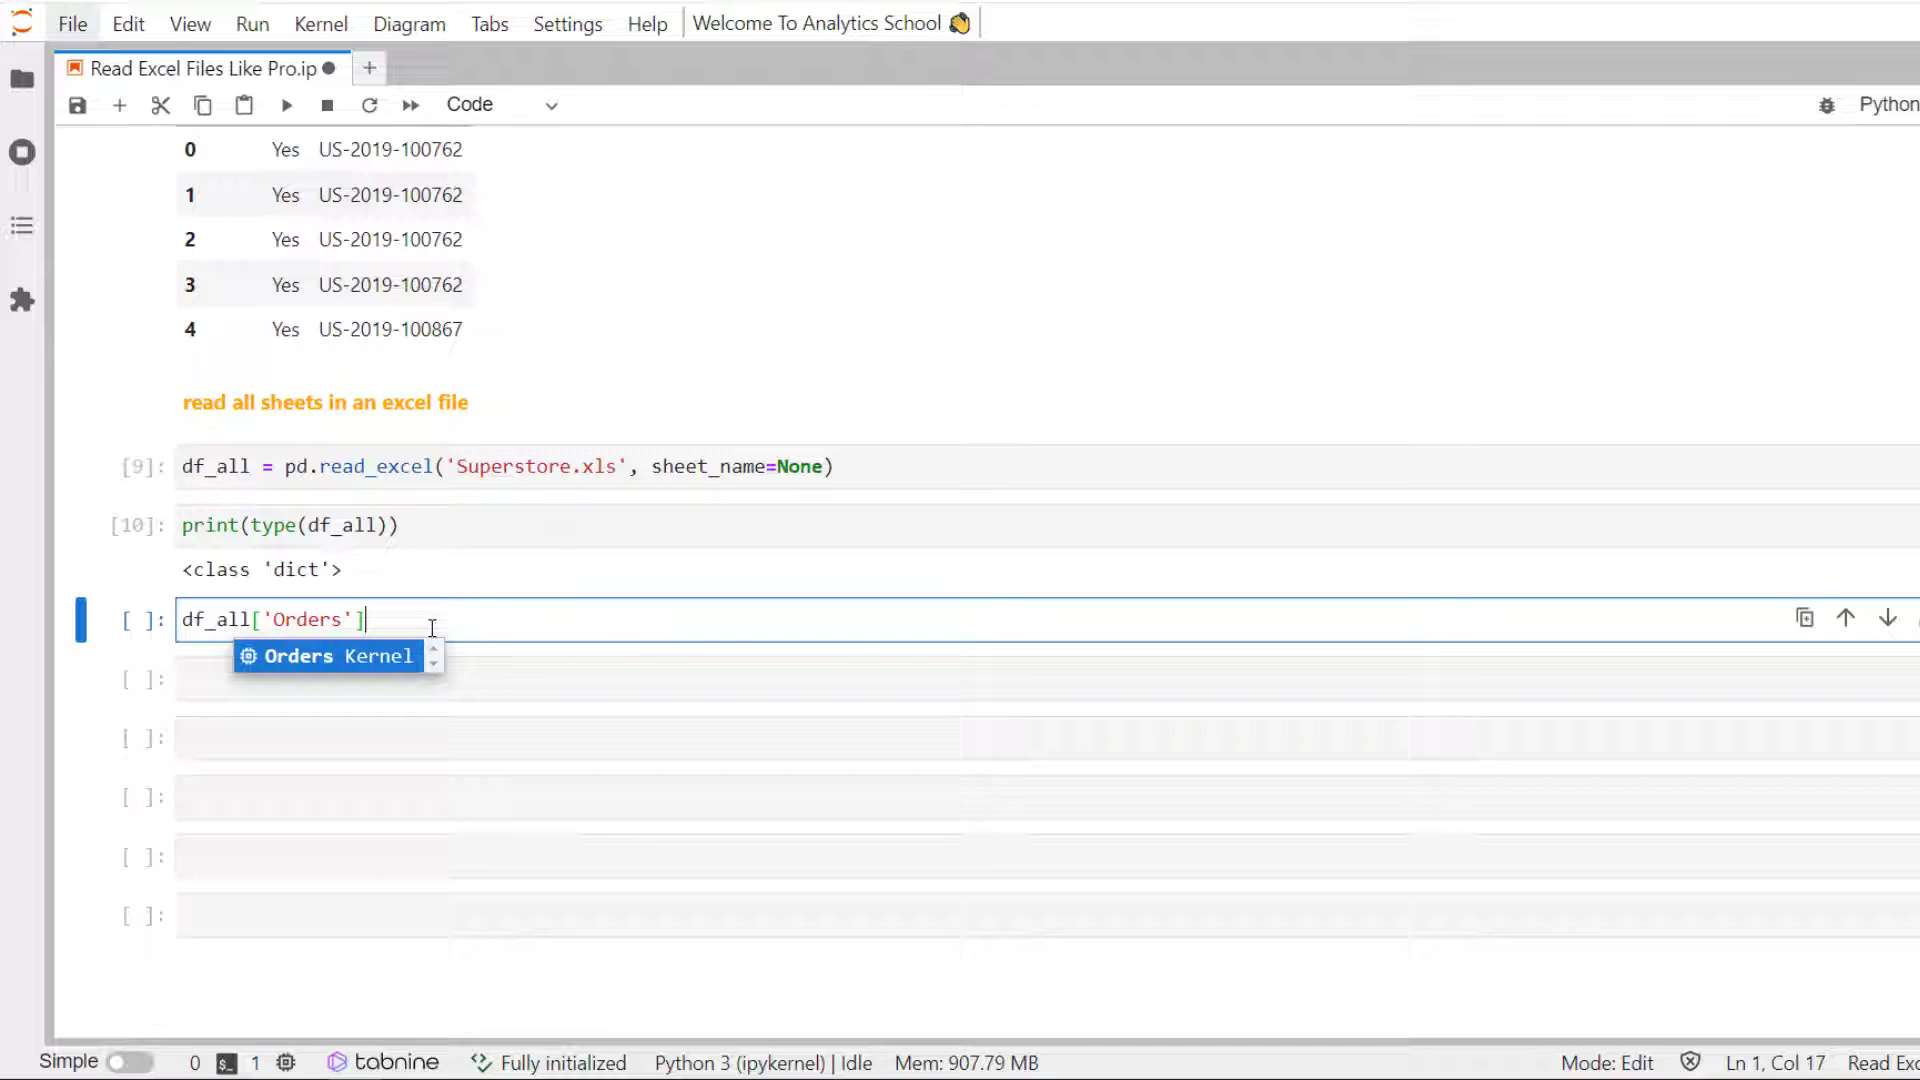 File Edit View Run Kernel Diagram Tabs Settings Help Welcome To Analytics School
Read Excel Files Like Pro.ip
Code
Python
0 Yes US-2019-100762
1 Yes US-2019-100762
2 Yes US-2019-100762
3 Yes US-2019-100762
4 Yes US-2019-100867
read all sheets in an excel file
[9]: df_all = pd.read_excel('Superstore.xls', sheet_name=None)
[10]: print(type(df_all))
<class 'dict'>
[ ]: df_all['Orders']
Orders Kernel
[ ]:
[ ]:
[ ]:
[ ]:
[ ]:
Simple 0 $_ 1 tabnine Fully initialized Python 3 (ipykernel) | Idle Mem: 907.79 MB Mode: Edit Ln 1, Col 17 Read Exc